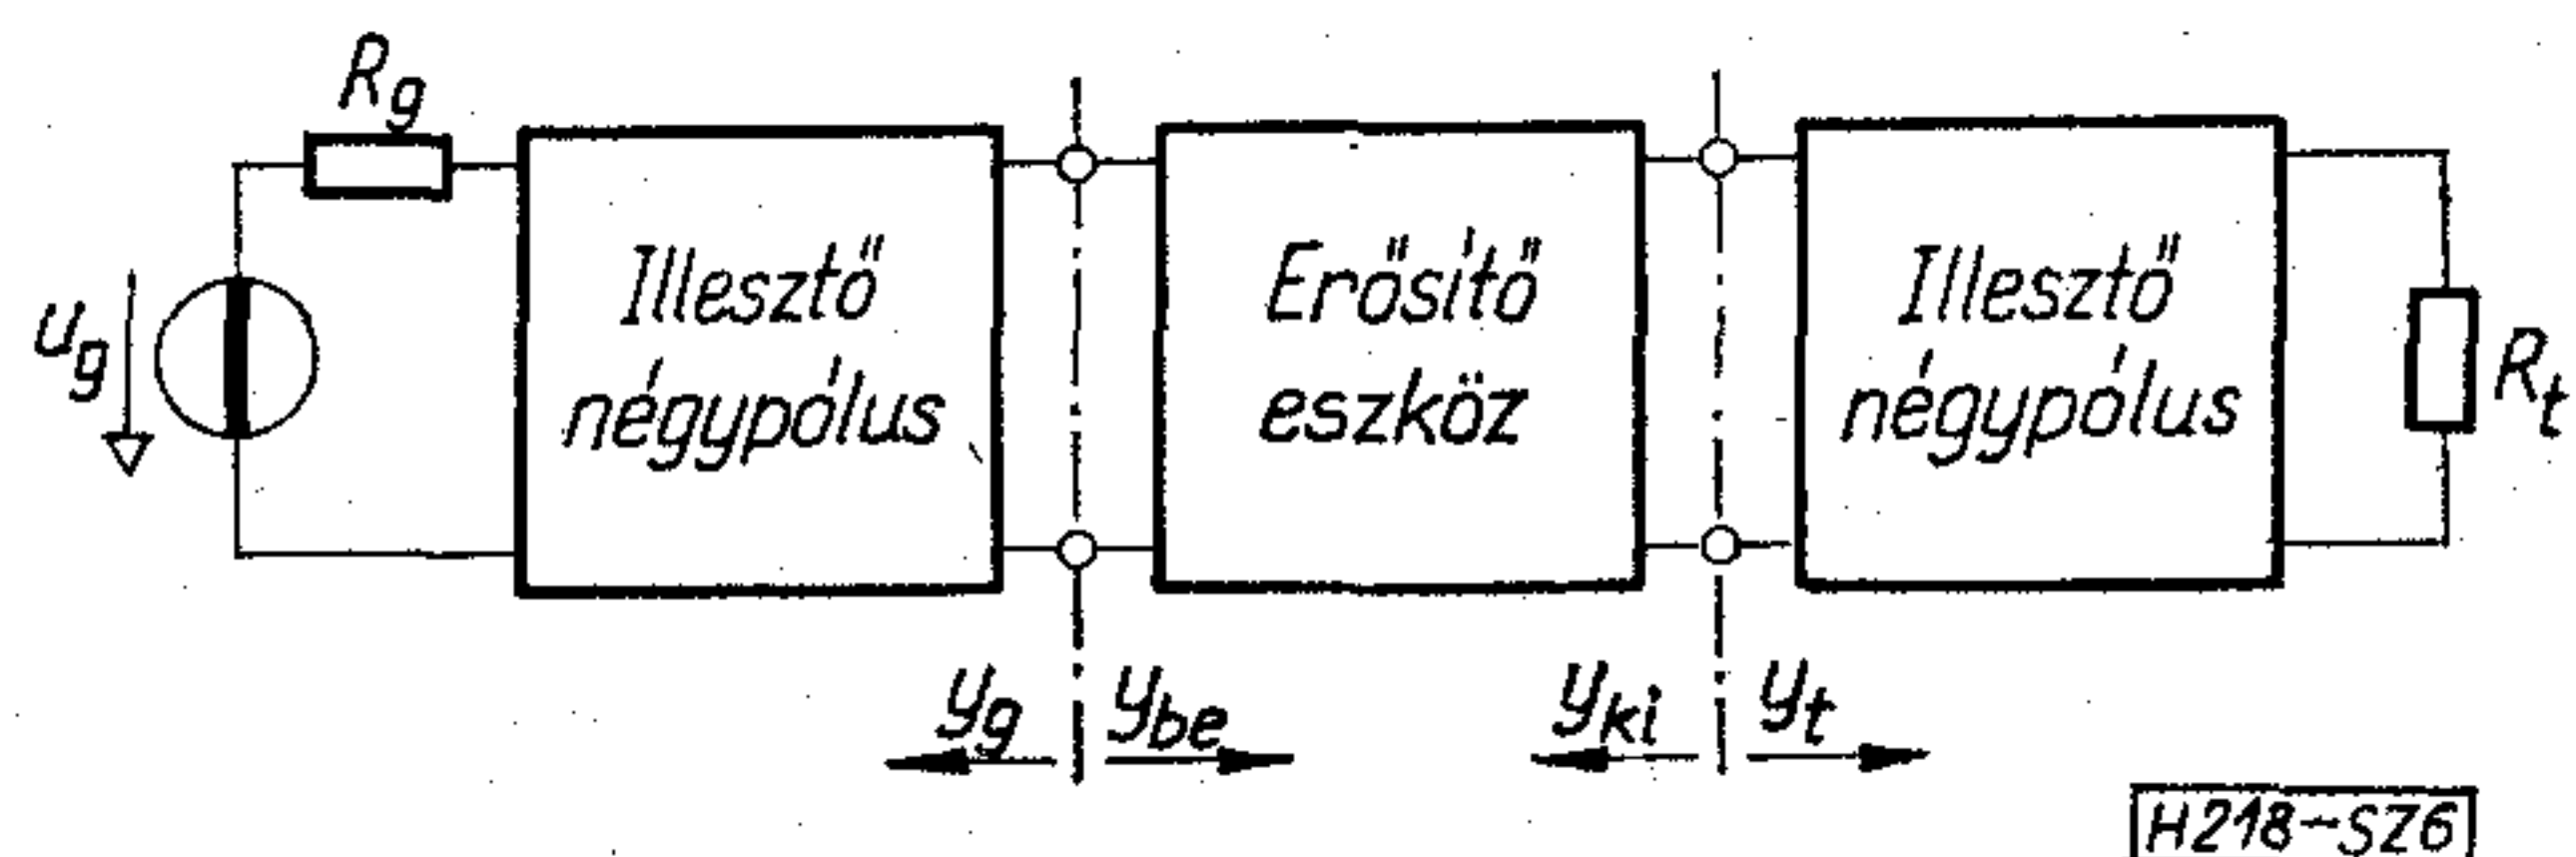 Rg
ug
Illesztő
négypólus
Erősítő
eszköz
Illesztő
négypólus
Rt
yg
ybe
yki
yt
H218-SZ6